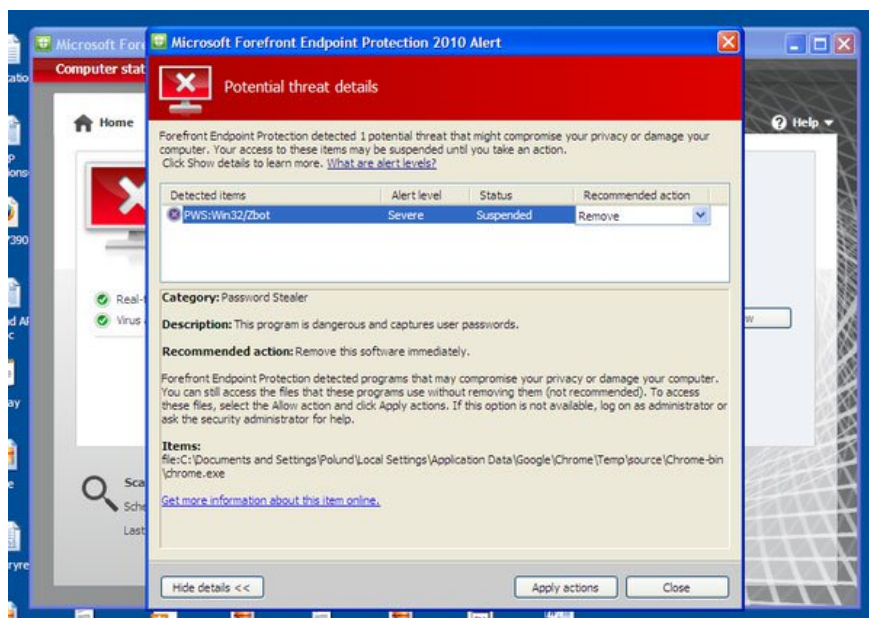 Microsoft Fore
Microsoft Forefront Endpoint Protection 2010 Alert
Computer stat
Potential threat details
Home
Help
Forefront Endpoint Protection detected 1 potential threat that might compromise your privacy or damage your
computer. Your access to these items may be suspended until you take an action.
Click Show details to learn more. What are alert levels?
Detected items Alert level Status Recommended action
PWS:Win32/Zbot Severe Suspended Remove
Real-t
Virus
Category: Password Stealer
Description: This program is dangerous and captures user passwords.
Recommended action: Remove this software immediately.
Forefront Endpoint Protection detected programs that may compromise your privacy or damage your computer.
You can still access the files that these programs use without removing them (not recommended). To access
these files, select the Allow action and click Apply actions. If this option is not available, log on as administrator or
ask the security administrator for help.
Items:
file:C:\Documents and Settings\Polund\Local Settings\Application Data\Google\Chrome\Temp\source\Chrome-bin
\chrome.exe
Get more information about this item online.
Sca
Sche
Last
Hide details <<
Apply actions
Close